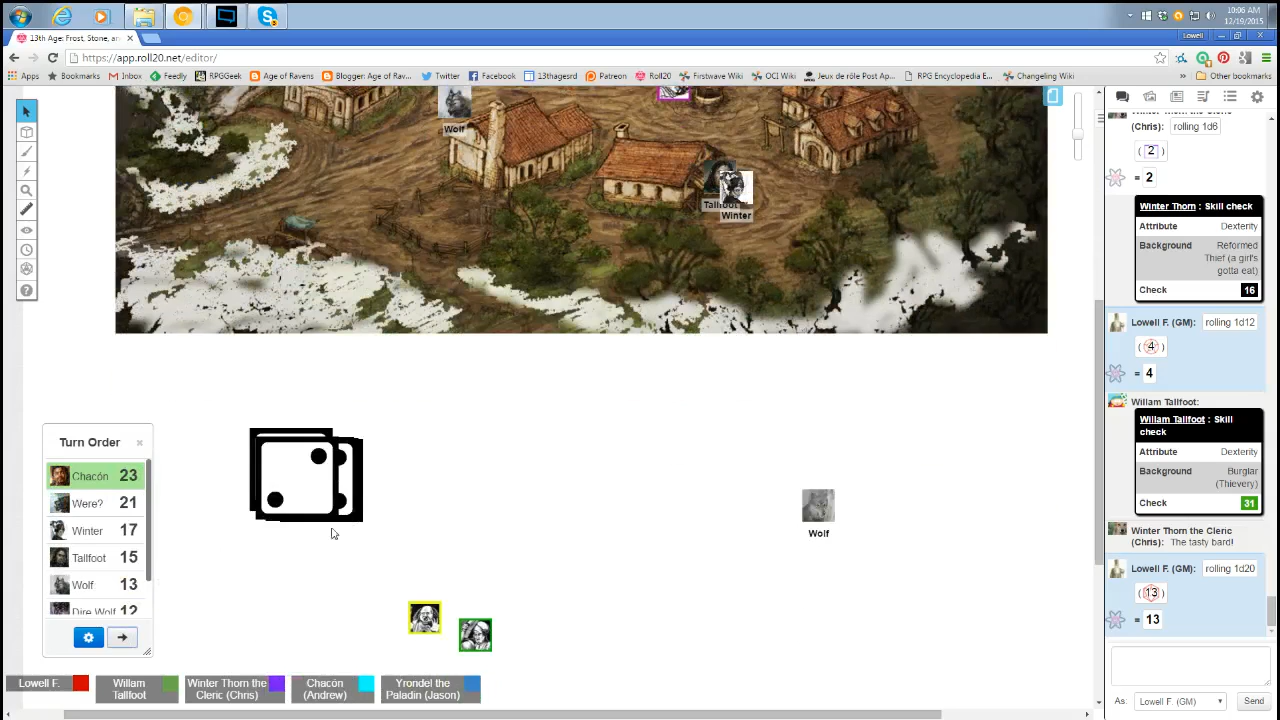 10:06 AM
12/19/2015
13th Age: Frost, Stone, an
Lowell
https://app.roll20.net/editor/
Apps
Bookmarks
Inbox
Feedly
RPGGeek
Age of Ravens
Blogger: Age of Rav...
Twitter
Facebook
13thagesrd
Patreon
Roll20
Firstwave Wiki
OCI Wiki
Jeux de rôle Post Ap...
RPG Encyclopedia E...
Changeling Wiki
Other bookmarks
Wolf
Tallfoot
Winter
Wolf
Turn Order
Chacón 23
Were? 21
Winter 17
Tallfoot 15
Wolf 13
Dire Wolf 12
Lowell F.
Willam
Tallfoot
Winter Thorn the
Cleric (Chris)
Chacón
(Andrew)
Yrondel the
Paladin (Jason)
(Chris): rolling 1d6
( 2 )
= 2
Winter Thorn : Skill check
Attribute Dexterity
Background Reformed
Thief (a girl's
gotta eat)
Check 16
Lowell F. (GM): rolling 1d12
( 4 )
= 4
Willam Tallfoot:
Willam Tallfoot : Skill
check
Attribute Dexterity
Background Burglar
(Thievery)
Check 31
Winter Thorn the Cleric
(Chris): The tasty bard!
Lowell F. (GM): rolling 1d20
( 13 )
= 13
As: Lowell F. (GM)
Send